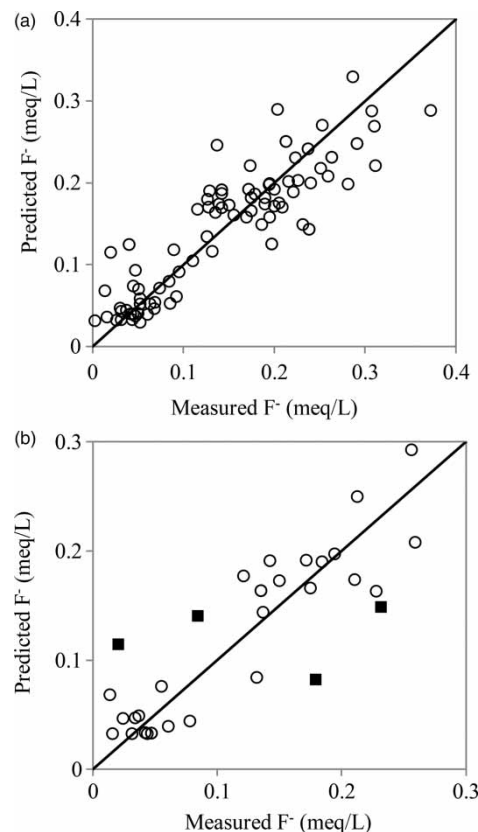 (a)
0.4
0.3
0.2
0.1
0
Predicted F⁻ (meq/L)
0 0.1 0.2 0.3 0.4
Measured F⁻ (meq/L)
(b)
0.3
0.2
0.1
0
Predicted F⁻ (meq/L)
0 0.1 0.2 0.3
Measured F⁻ (meq/L)